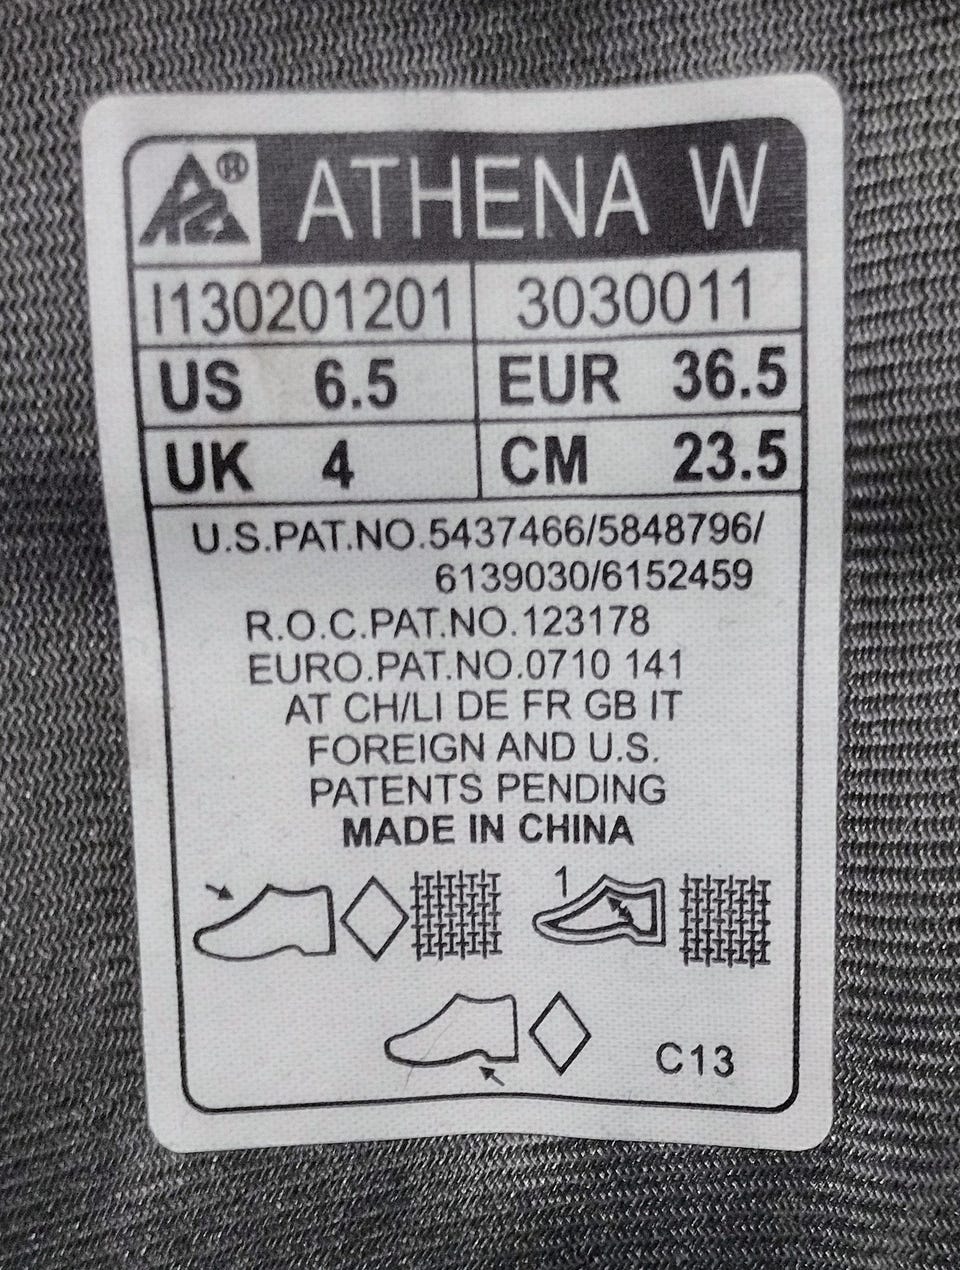 K2® ATHENA W
I130201201 3030011
US 6.5 EUR 36.5
UK 4 CM 23.5
U.S.PAT.NO.5437466/5848796/
6139030/6152459
R.O.C.PAT.NO.123178
EURO.PAT.NO.0710 141
AT CH/LI DE FR GB IT
FOREIGN AND U.S.
PATENTS PENDING
MADE IN CHINA
1
C13